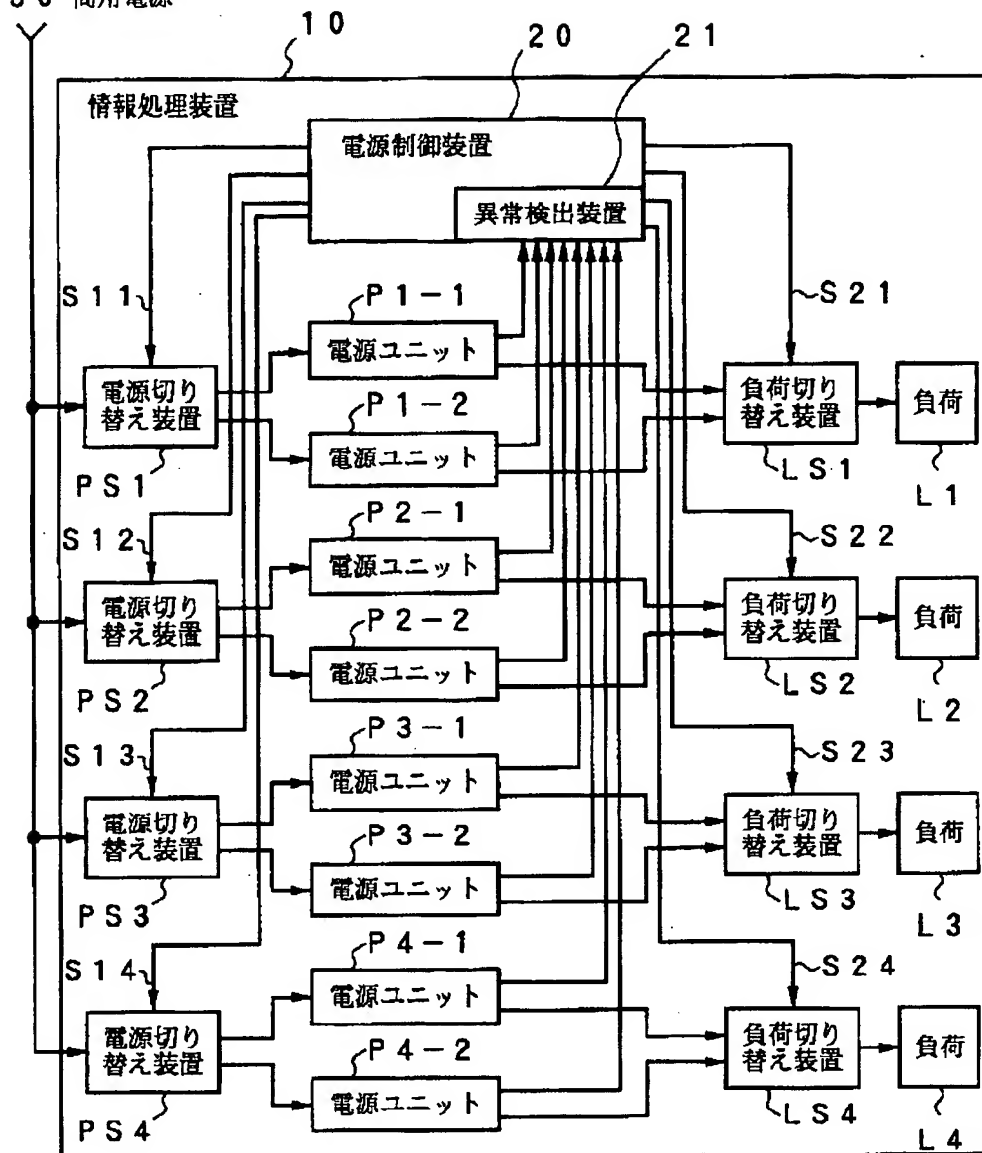 商用電源
10
20
21
情報処理装置
電源制御装置
異常検出装置
S11
S21
P1-1
電源ユニット
電源切り
替え装置
負荷切り
替え装置
負荷
P1-2
電源ユニット
PS1
LS1
L1
S12
S22
P2-1
電源ユニット
電源切り
替え装置
負荷切り
替え装置
負荷
P2-2
電源ユニット
PS2
LS2
L2
S13
S23
P3-1
電源ユニット
電源切り
替え装置
負荷切り
替え装置
負荷
P3-2
電源ユニット
PS3
LS3
L3
S14
S24
P4-1
電源ユニット
電源切り
替え装置
負荷切り
替え装置
負荷
P4-2
電源ユニット
PS4
LS4
L4